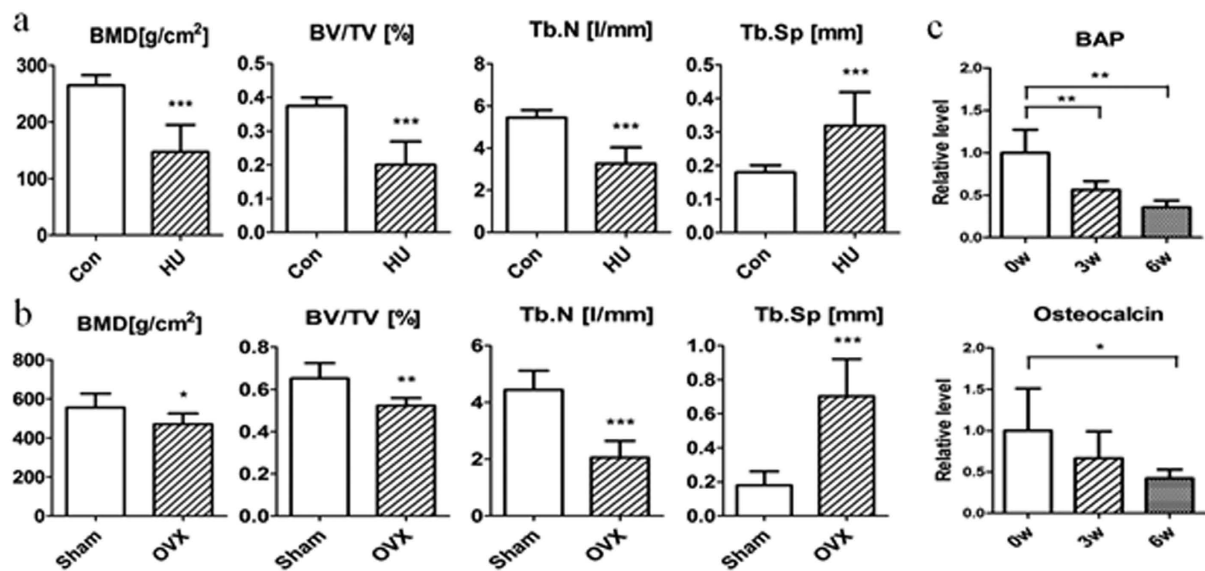 a
BMD[g/cm²]
300
200
100
0
Con
HU
***
BV/TV [%]
0.5
0.4
0.3
0.2
0.1
0.0
Con
HU
***
Tb.N [l/mm]
8
6
4
2
0
Con
HU
***
Tb.Sp [mm]
0.5
0.4
0.3
0.2
0.1
0.0
Con
HU
***
b
BMD[g/cm²]
800
600
400
200
0
Sham
OVX
*
BV/TV [%]
0.8
0.6
0.4
0.2
0.0
Sham
OVX
**
Tb.N [l/mm]
6
4
2
0
Sham
OVX
***
Tb.Sp [mm]
1.0
0.8
0.6
0.4
0.2
0.0
Sham
OVX
***
c
BAP
Relative level
2.0
1.5
1.0
0.5
0.0
0w
3w
6w
**
**
Osteocalcin
Relative level
2.0
1.5
1.0
0.5
0.0
0w
3w
6w
*